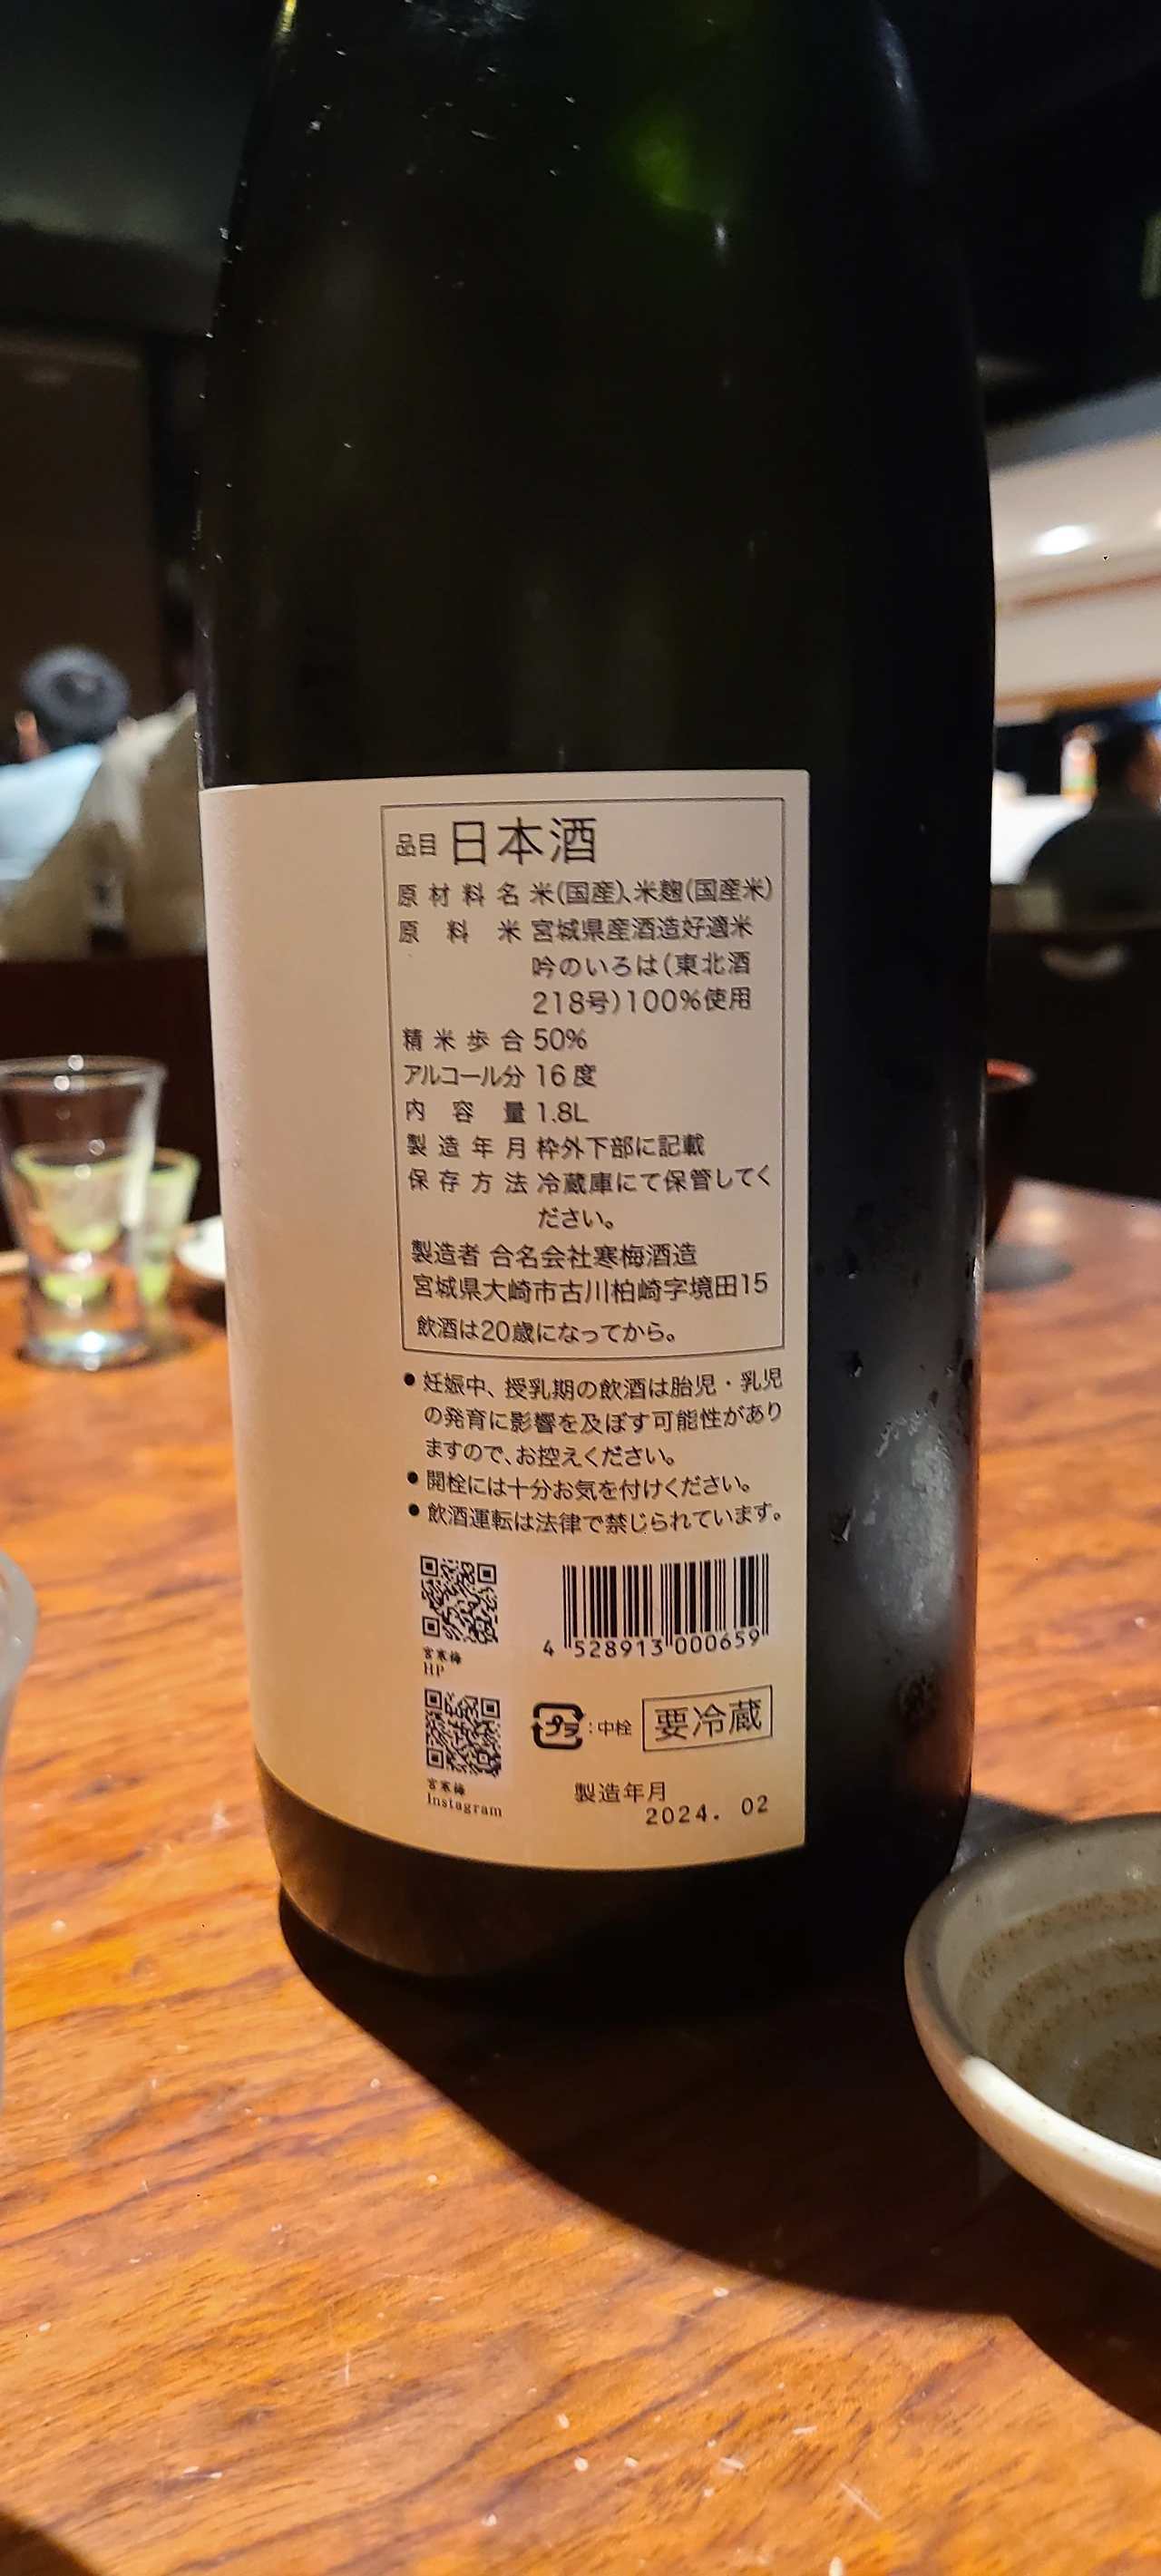 品目 日本酒
原材料名 米(国産)、米麹(国産米)
原料米 宮城県産酒造好適米
吟のいろは(東北酒
218号)100%使用
精米歩合 50%
アルコール分 16度
内容量 1.8L
製造年月 枠外下部に記載
保存方法 冷蔵庫にて保管してく
ださい。
製造者 合名会社寒梅酒造
宮城県大崎市古川柏崎字境田15
飲酒は20歳になってから。
●妊娠中、授乳期の飲酒は胎児・乳児
の発育に影響を及ぼす可能性があり
ますので、お控えください。
●開栓には十分お気を付けください。
●飲酒運転は法律で禁じられています。
4 528913 000659
宮寒梅
HP
プラ:中栓 要冷蔵
宮寒梅
Instagram
製造年月
2024. 02